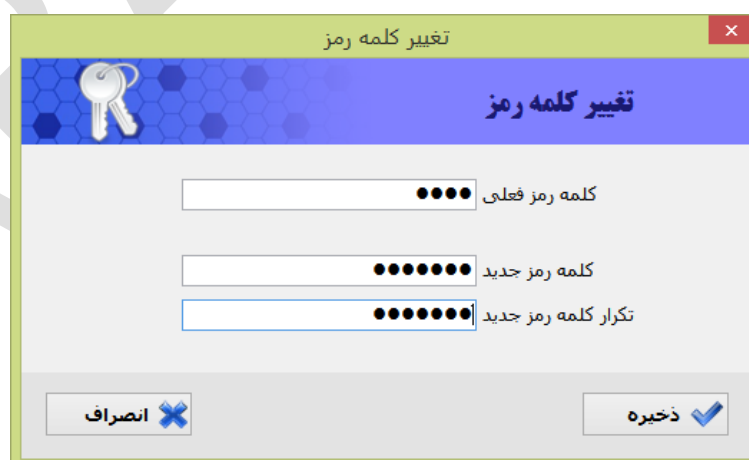 تغییر کلمه رمز
تغییر کلمه رمز
کلمه رمز فعلی ●●●●
کلمه رمز جدید ●●●●●●●
تکرار کلمه رمز جدید ●●●●●●●
ذخیره
انصراف